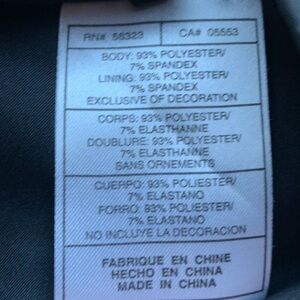 RN# 56323 CA# 05553
BODY: 93% POLYESTER/
7% SPANDEX
LINING: 93% POLYESTER/
7% SPANDEX
EXCLUSIVE OF DECORATION
CORPS: 93% POLYESTER/
7% ELASTHANNE
DOUBLURE: 93% POLYESTER/
7% ELASTHANNE
SANS ORNEMENTS
CUERPO: 93% POLIESTER/
7% ELASTANO
FORRO: 93% POLIESTER/
7% ELASTANO
NO INCLUYE LA DECORACION
FABRIQUE EN CHINE
HECHO EN CHINA
MADE IN CHINA